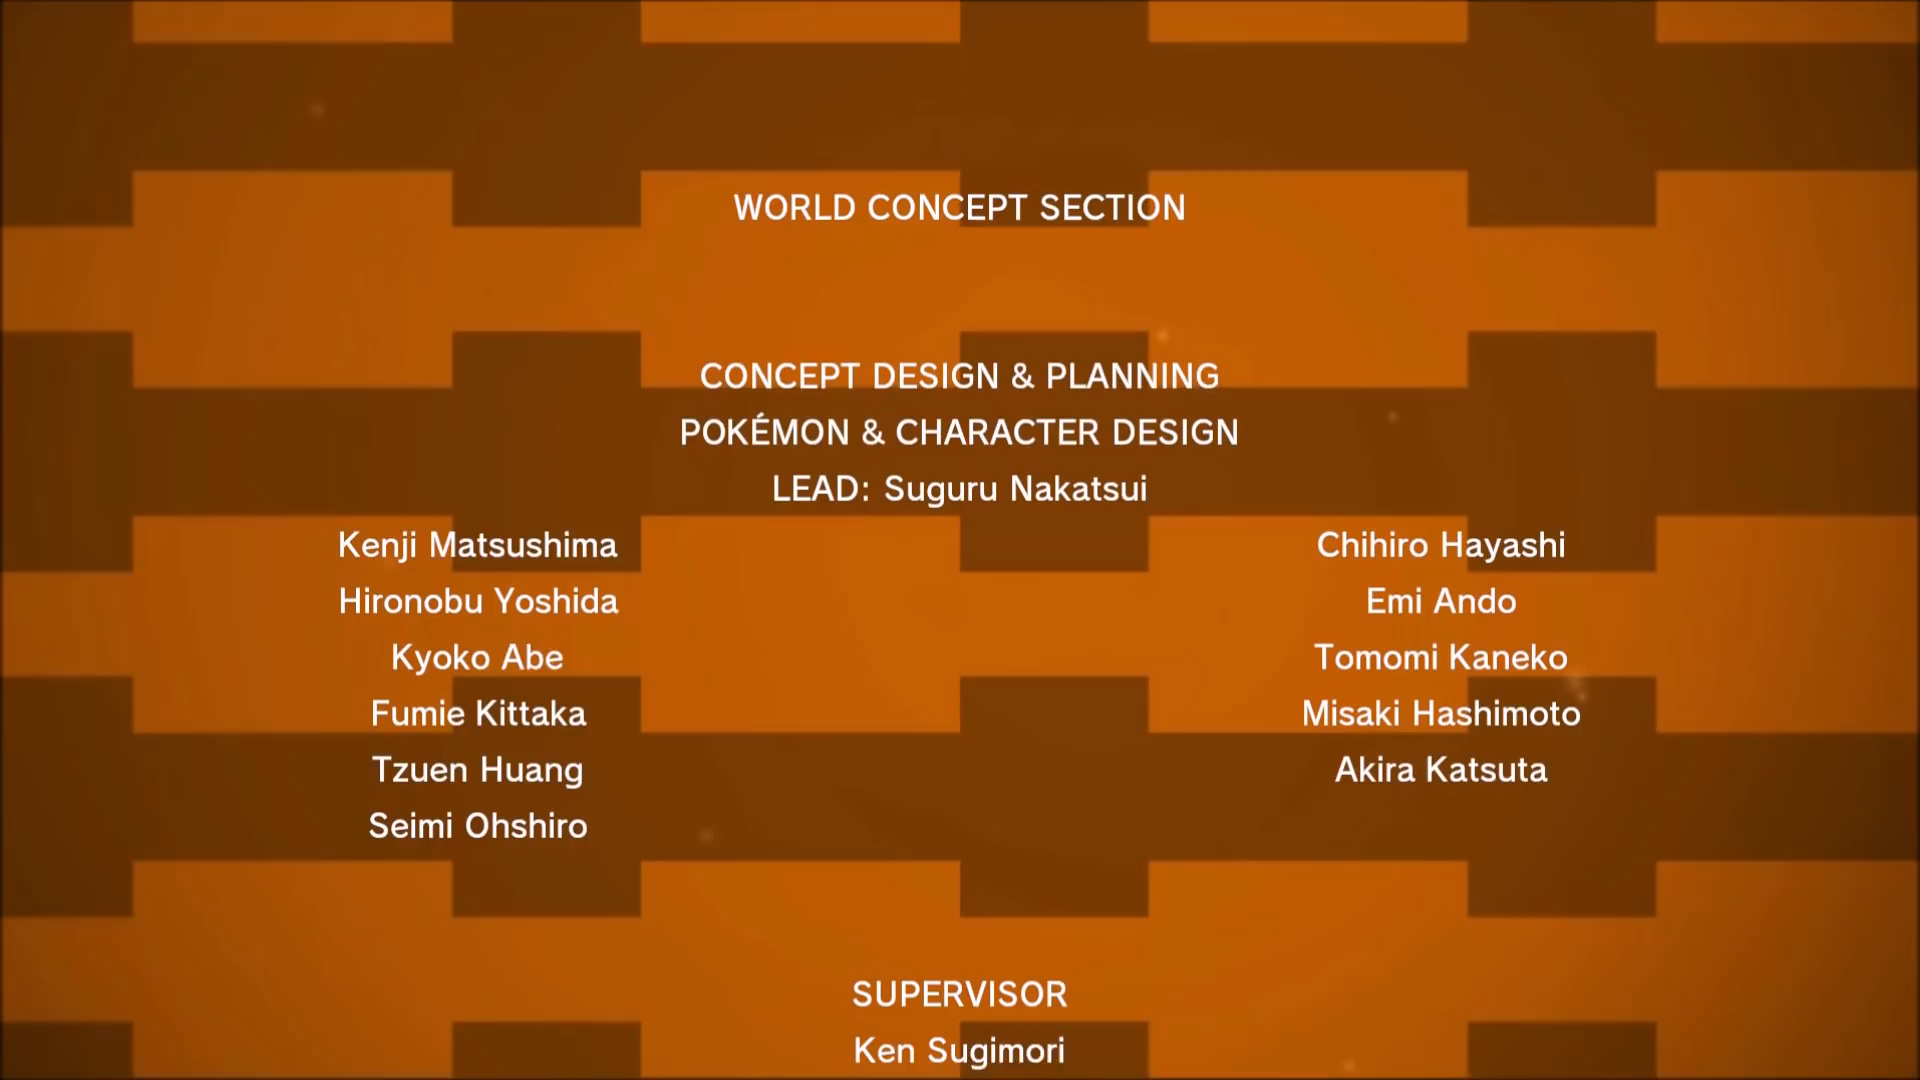 WORLD CONCEPT SECTION
CONCEPT DESIGN & PLANNING
POKÉMON & CHARACTER DESIGN
LEAD: Suguru Nakatsui
Kenji Matsushima
Hironobu Yoshida
Kyoko Abe
Fumie Kittaka
Tzuen Huang
Seimi Ohshiro
Chihiro Hayashi
Emi Ando
Tomomi Kaneko
Misaki Hashimoto
Akira Katsuta
SUPERVISOR
Ken Sugimori